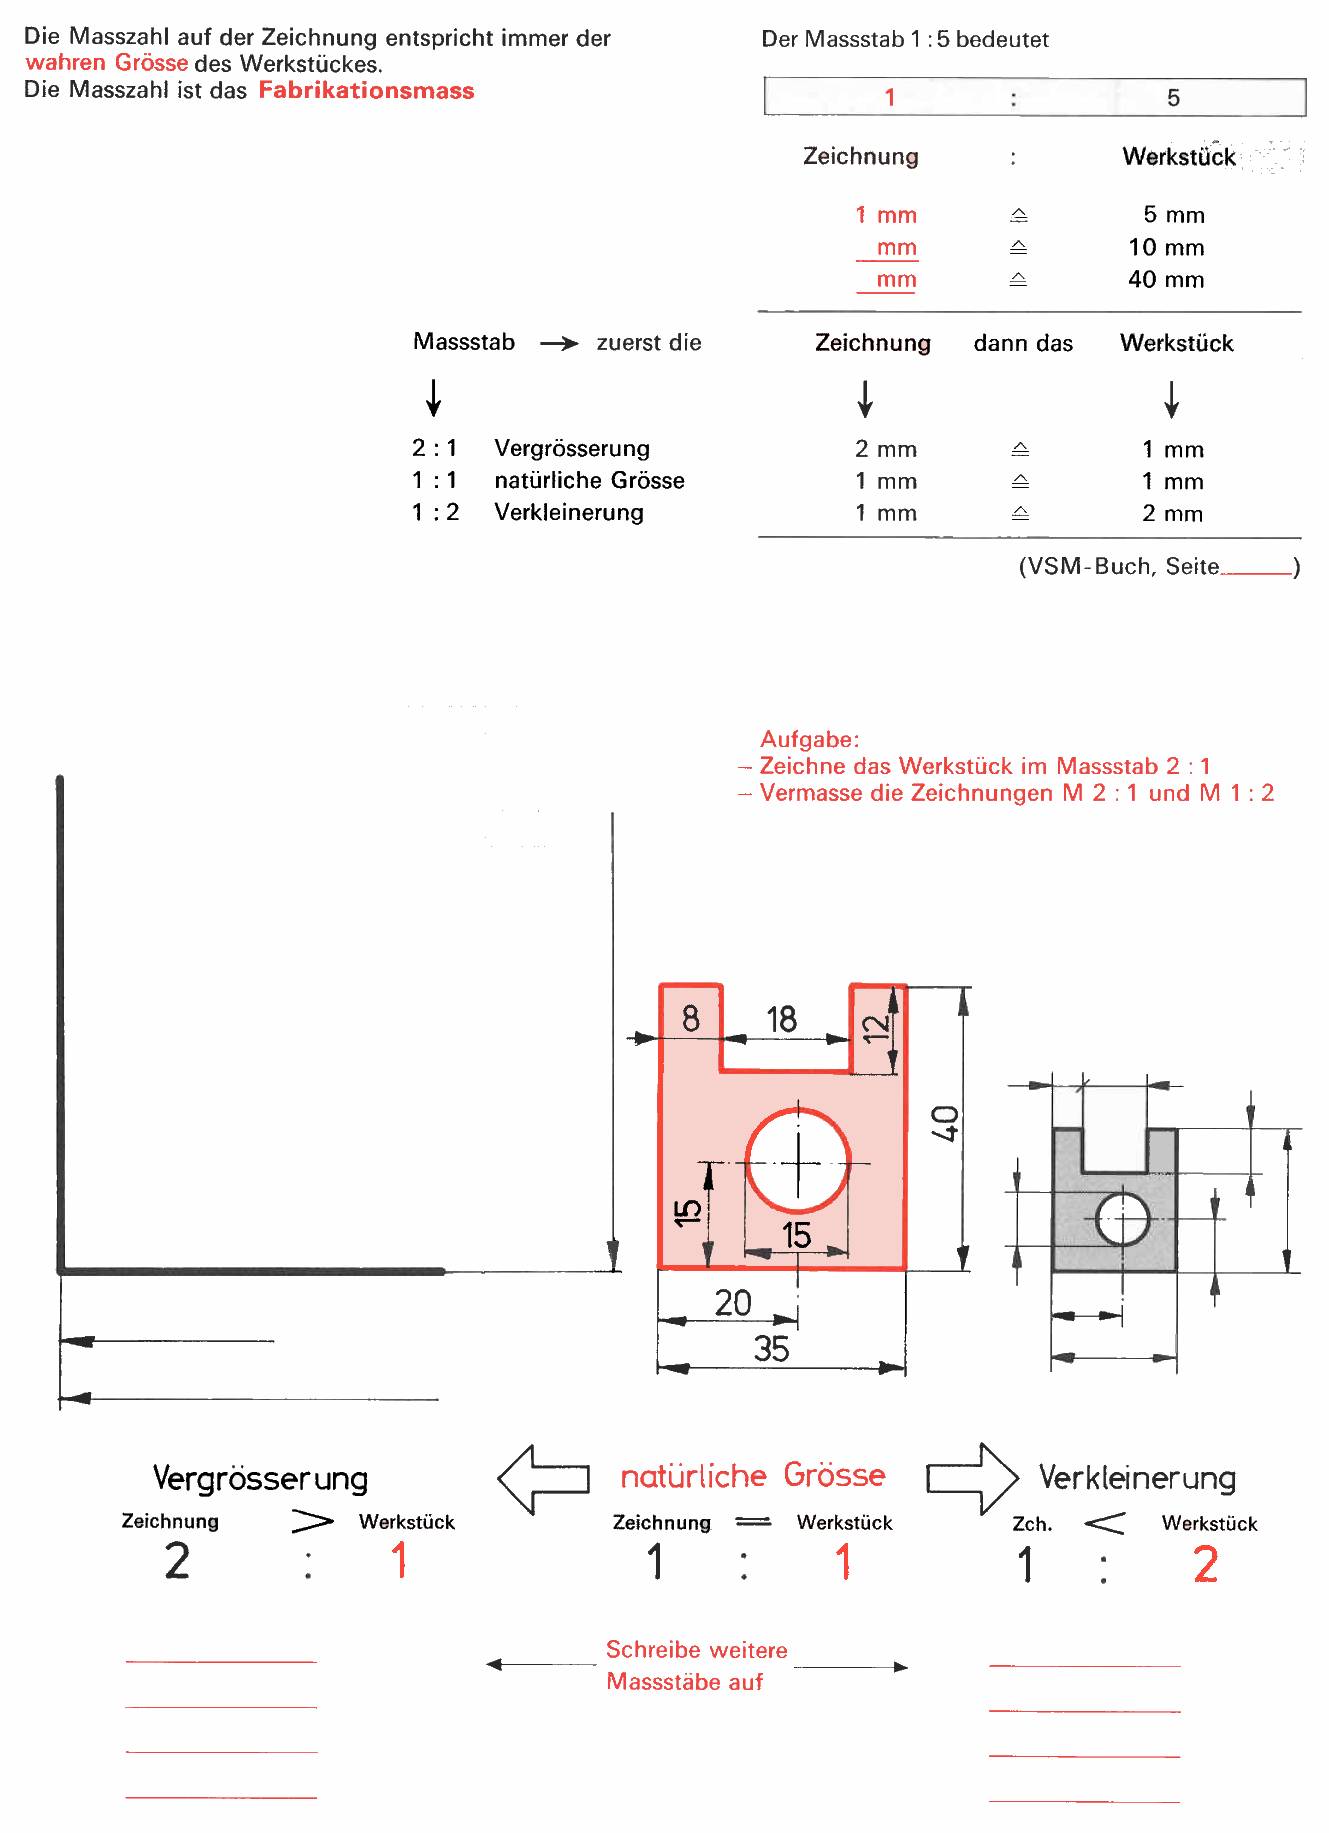 Die Masszahl auf der Zeichnung entspricht immer der
wahren Grösse des Werkstückes.
Die Masszahl ist das Fabrikationsmass
Der Massstab 1 : 5 bedeutet
1 : 5
Zeichnung : Werkstück
1 mm ≙ 5 mm
mm ≙ 10 mm
mm ≙ 40 mm
Massstab → zuerst die Zeichnung dann das Werkstück
2 : 1 Vergrösserung 2 mm ≙ 1 mm
1 : 1 natürliche Grösse 1 mm ≙ 1 mm
1 : 2 Verkleinerung 1 mm ≙ 2 mm
(VSM-Buch, Seite_____)
Aufgabe:
– Zeichne das Werkstück im Massstab 2 : 1
– Vermasse die Zeichnungen M 2 : 1 und M 1 : 2
8 18 12
40
15
15
20
35
Vergrösserung natürliche Grösse Verkleinerung
Zeichnung > Werkstück Zeichnung = Werkstück Zch. < Werkstück
2 : 1 1 : 1 1 : 2
Schreibe weitere
Massstäbe auf